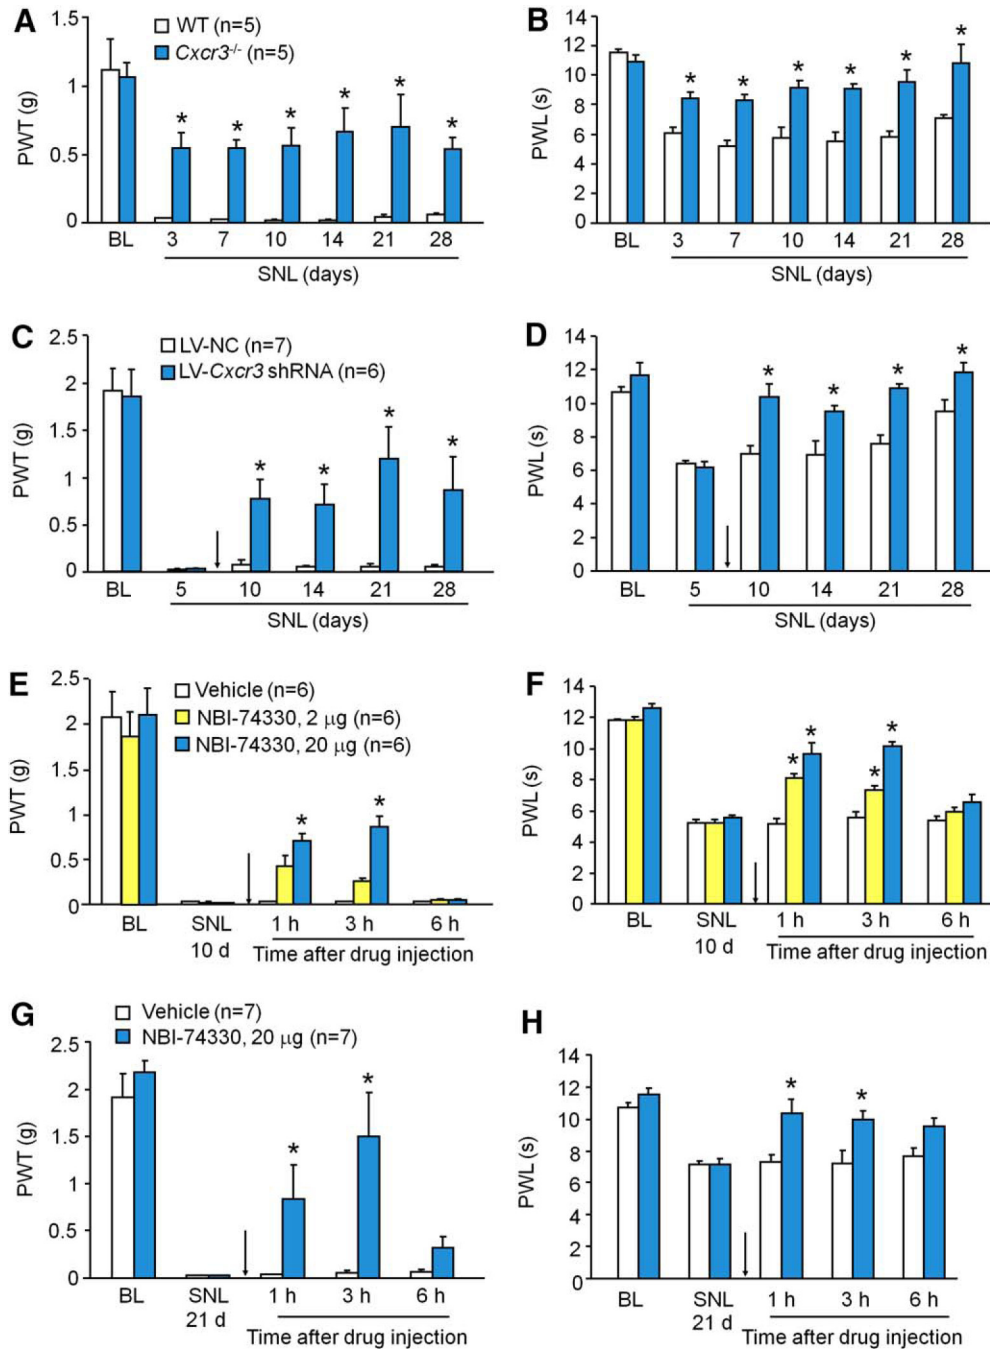 A
PWT (g)
1.5
1
0.5
0
WT (n=5)
Cxcr3-/- (n=5)
* * * * * *
BL 3 7 10 14 21 28
SNL (days)
B
PWL (s)
14
12
10
8
6
4
2
0
* * * * * *
BL 3 7 10 14 21 28
SNL (days)
C
PWT (g)
2.5
2
1.5
1
0.5
0
LV-NC (n=7)
LV-Cxcr3 shRNA (n=6)
* * * *
BL 5 10 14 21 28
SNL (days)
D
PWL (s)
14
12
10
8
6
4
2
0
* * * *
BL 5 10 14 21 28
SNL (days)
E
PWT (g)
2.5
2
1.5
1
0.5
0
Vehicle (n=6)
NBI-74330, 2 µg (n=6)
NBI-74330, 20 µg (n=6)
* *
BL SNL 1 h 3 h 6 h
10 d Time after drug injection
F
PWL (s)
14
12
10
8
6
4
2
0
* * * *
BL SNL 1 h 3 h 6 h
10 d Time after drug injection
G
PWT (g)
2.5
2
1.5
1
0.5
0
Vehicle (n=7)
NBI-74330, 20 µg (n=7)
* *
BL SNL 1 h 3 h 6 h
21 d Time after drug injection
H
PWL (s)
14
12
10
8
6
4
2
0
* *
BL SNL 1 h 3 h 6 h
21 d Time after drug injection